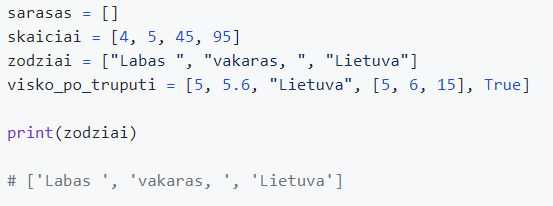 sarasas = []
skaiciai = [4, 5, 45, 95]
zodziai = ["Labas ", "vakaras, ", "Lietuva"]
visko_po_truputi = [5, 5.6, "Lietuva", [5, 6, 15], True]
print(zodziai)
# ['Labas ', 'vakaras, ', 'Lietuva']